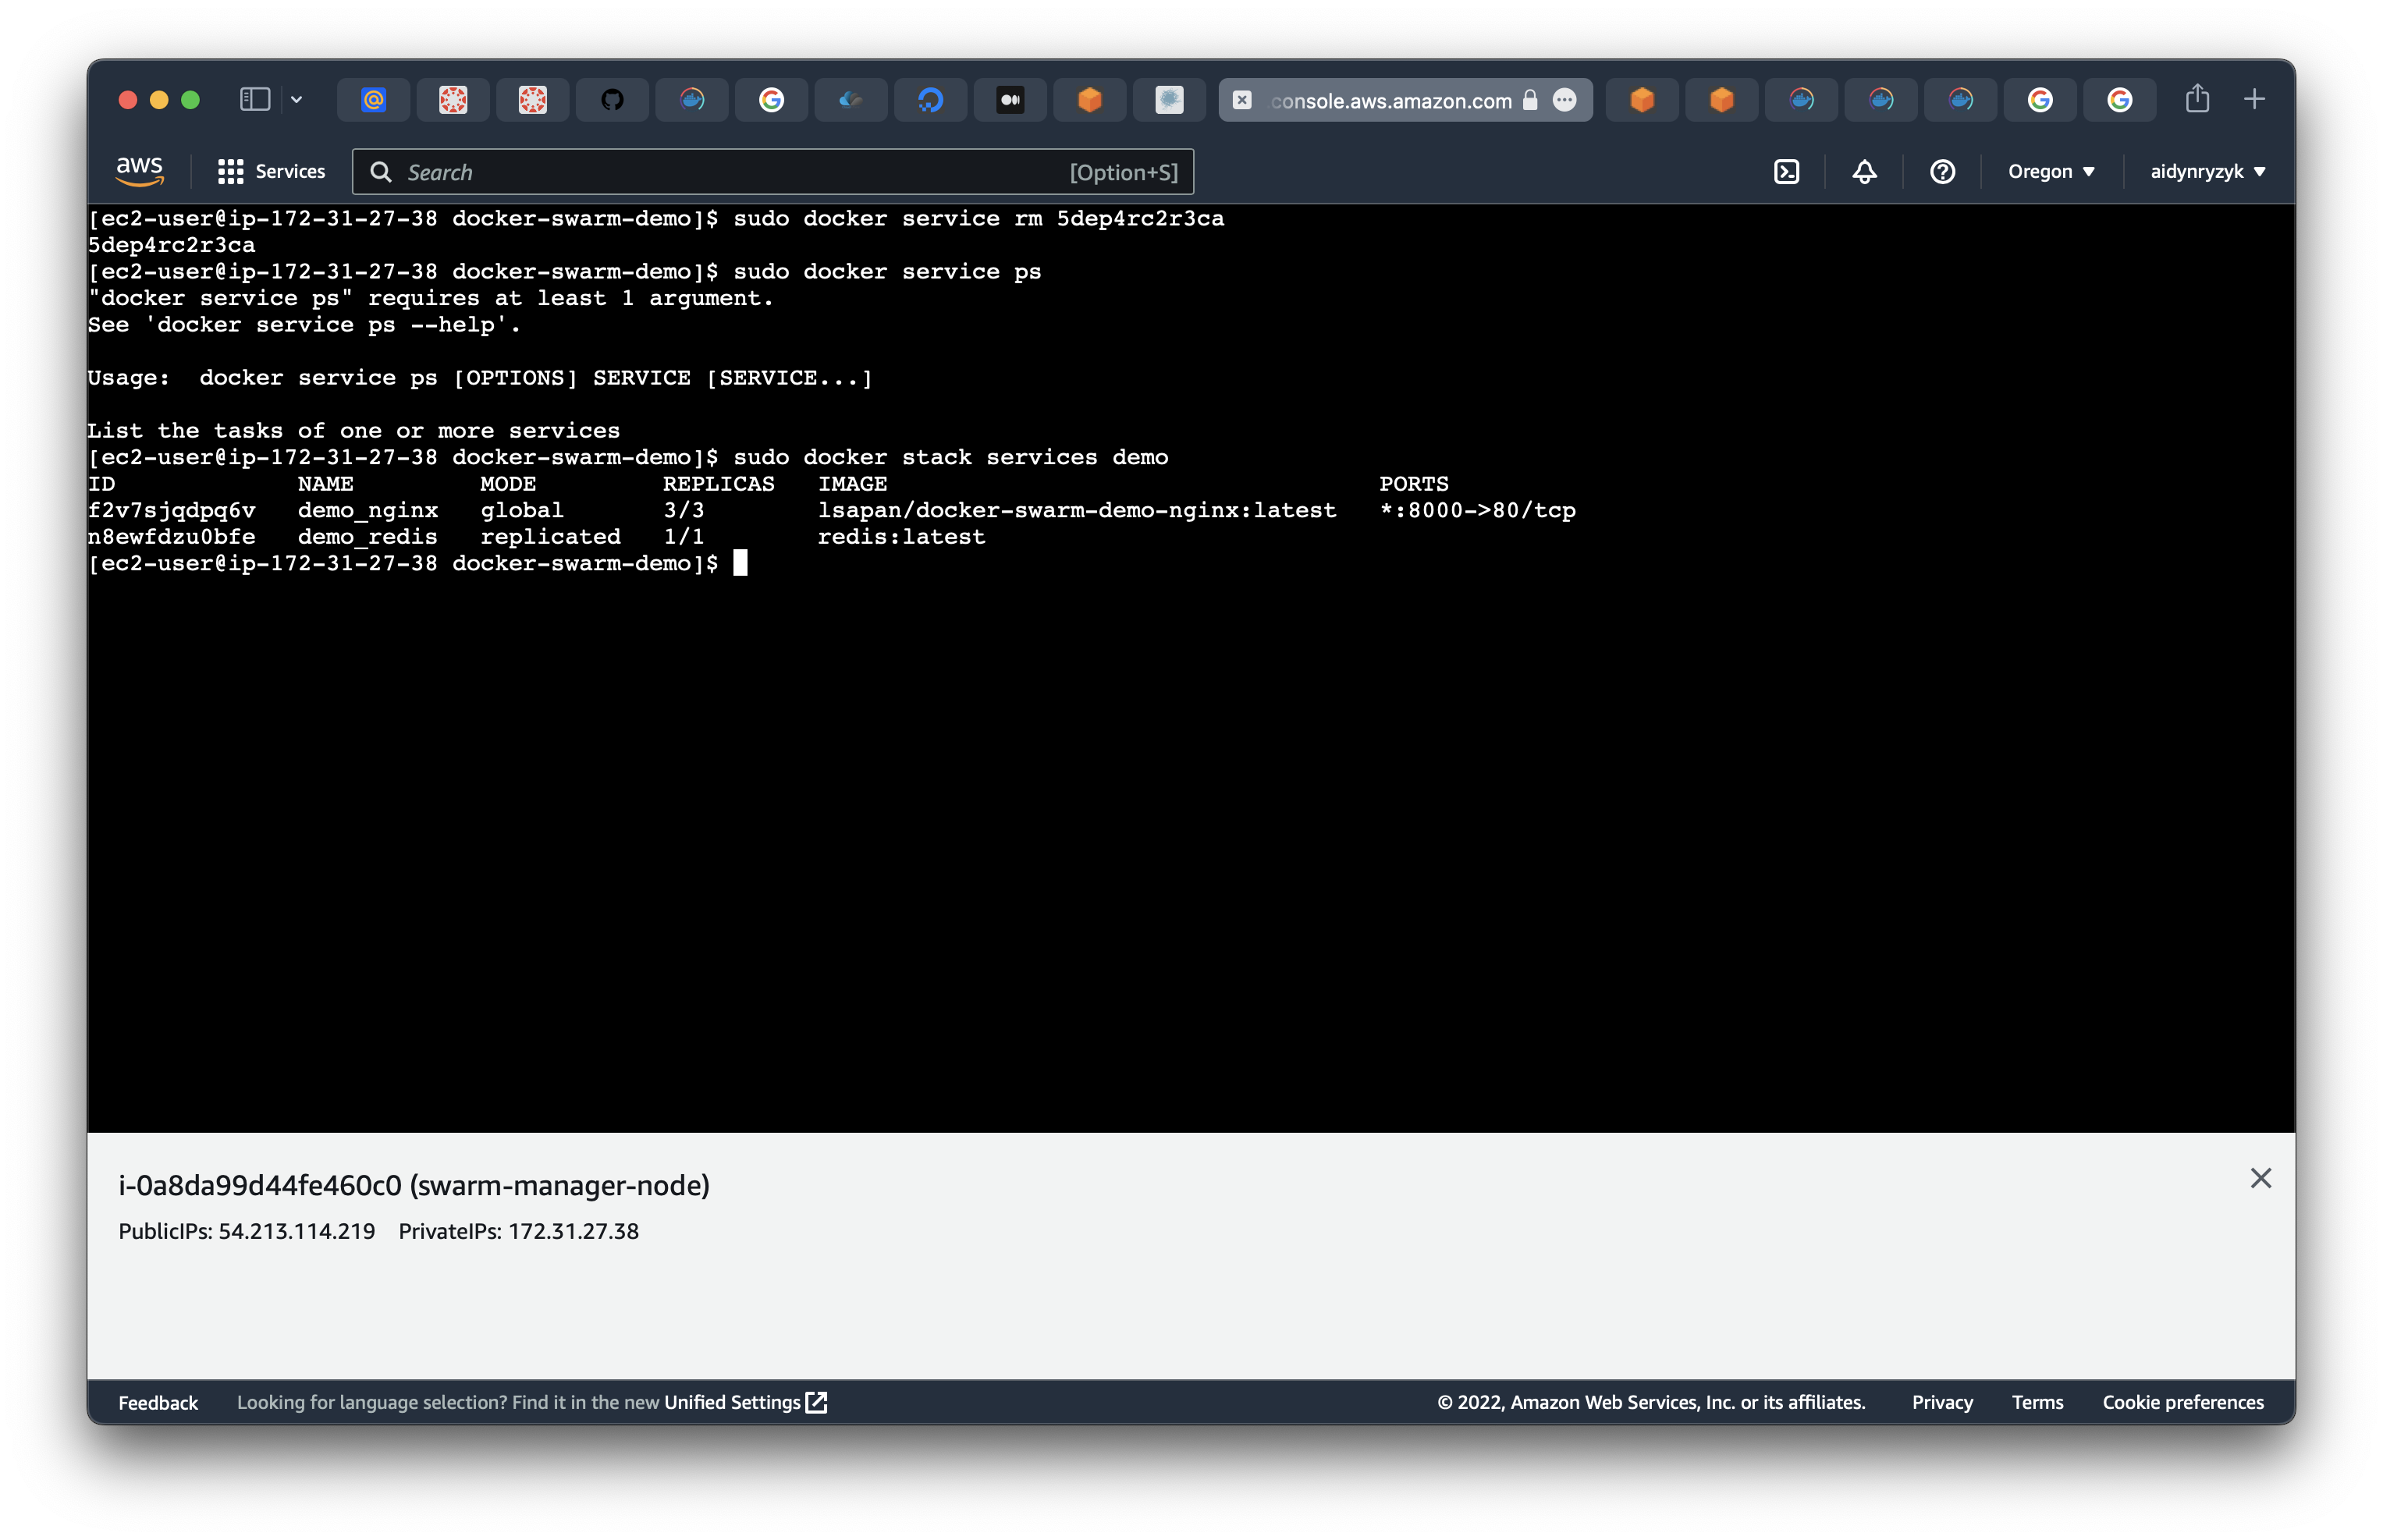 console.aws.amazon.com
aws Services Search [Option+S] Oregon aidynryzyk
[ec2-user@ip-172-31-27-38 docker-swarm-demo]$ sudo docker service rm 5dep4rc2r3ca
5dep4rc2r3ca
[ec2-user@ip-172-31-27-38 docker-swarm-demo]$ sudo docker service ps
"docker service ps" requires at least 1 argument.
See 'docker service ps --help'.
Usage:  docker service ps [OPTIONS] SERVICE [SERVICE...]
List the tasks of one or more services
[ec2-user@ip-172-31-27-38 docker-swarm-demo]$ sudo docker stack services demo
ID             NAME         MODE         REPLICAS   IMAGE                                   PORTS
f2v7sjqdpq6v   demo_nginx   global       3/3        lsapan/docker-swarm-demo-nginx:latest   *:8000->80/tcp
n8ewfdzu0bfe   demo_redis   replicated   1/1        redis:latest
[ec2-user@ip-172-31-27-38 docker-swarm-demo]$
i-0a8da99d44fe460c0 (swarm-manager-node)
PublicIPs: 54.213.114.219 PrivateIPs: 172.31.27.38
Feedback Looking for language selection? Find it in the new Unified Settings © 2022, Amazon Web Services, Inc. or its affiliates. Privacy Terms Cookie preferences